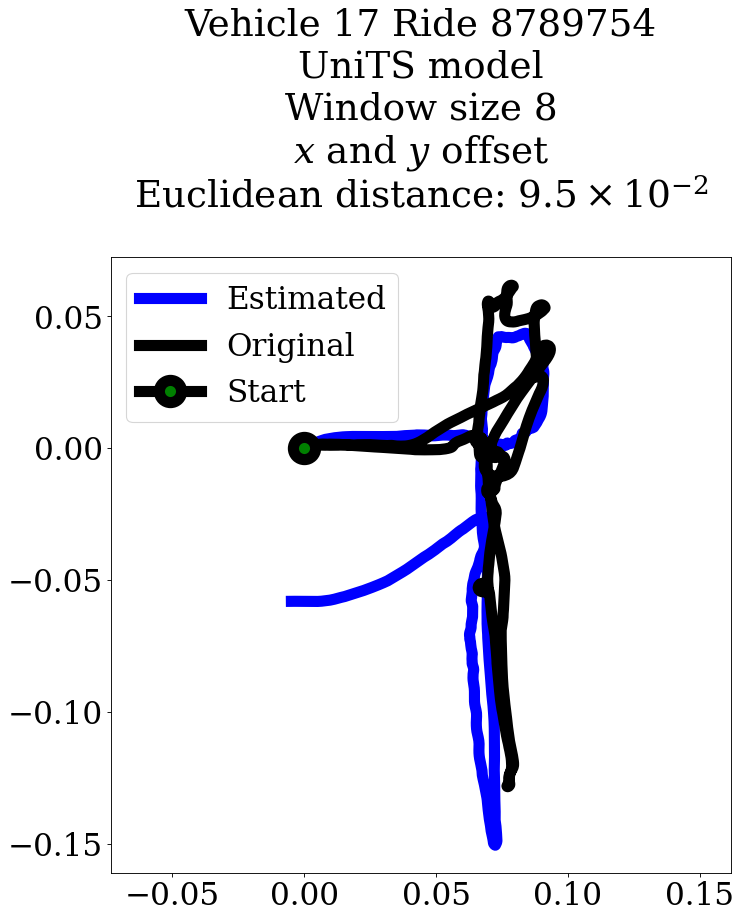 Vehicle 17 Ride 8789754
UniTS model
Window size 8
x and y offset
Euclidean distance: 9.5 × 10⁻²
Estimated
Original
Start
0.05
0.00
−0.05
−0.10
−0.15
−0.05 0.00 0.05 0.10 0.15